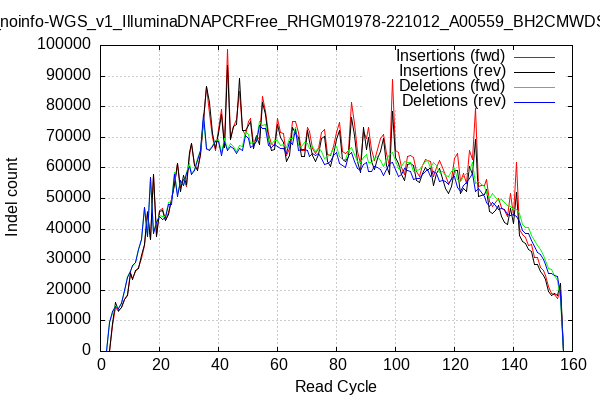 _noinfo-WGS_v1_IlluminaDNAPCRFree_RHGM01978-221012_A00559_BH2CMWDS
Insertions (fwd)
Insertions (rev)
Deletions (fwd)
Deletions (rev)
Indel count
100000
90000
80000
70000
60000
50000
40000
30000
20000
10000
0
0 20 40 60 80 100 120 140 160
Read Cycle